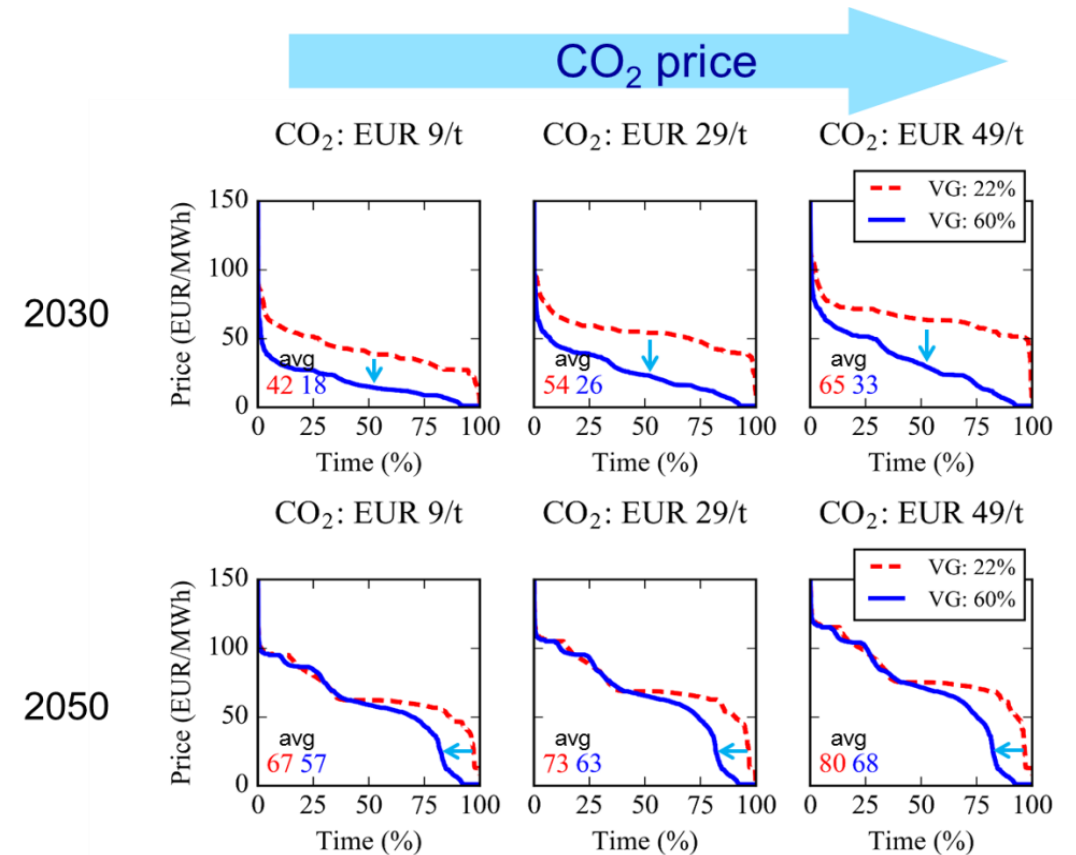 CO₂ price
CO₂: EUR 9/t
CO₂: EUR 29/t
CO₂: EUR 49/t
2030
Price (EUR/MWh)
150
100
50
0
avg
42 18
0 25 50 75 100
Time (%)
avg
54 26
0 25 50 75 100
Time (%)
VG: 22%
VG: 60%
avg
65 33
0 25 50 75 100
Time (%)
CO₂: EUR 9/t
CO₂: EUR 29/t
CO₂: EUR 49/t
2050
Price (EUR/MWh)
150
100
50
0
avg
67 57
0 25 50 75 100
Time (%)
avg
73 63
0 25 50 75 100
Time (%)
VG: 22%
VG: 60%
avg
80 68
0 25 50 75 100
Time (%)